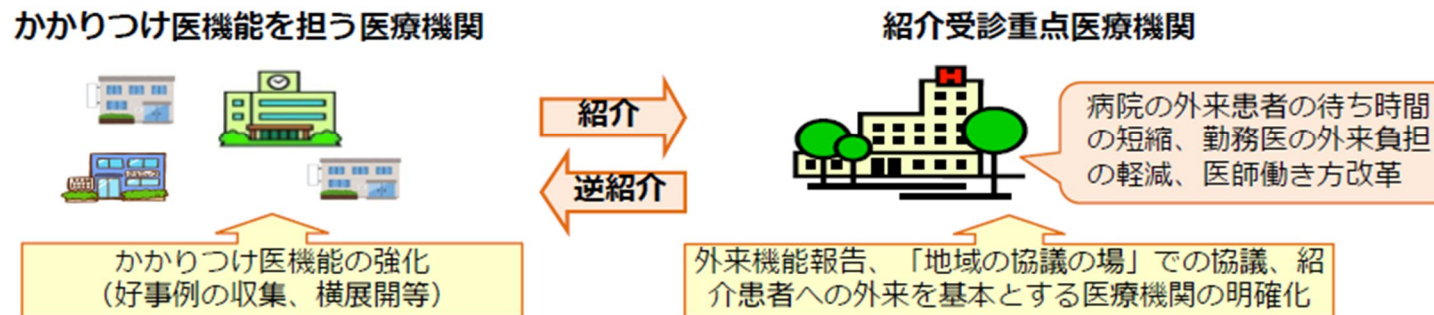 かかりつけ医機能を担う医療機関
紹介受診重点医療機関
紹介
逆紹介
病院の外来患者の待ち時間
の短縮、勤務医の外来負担
の軽減、医師働き方改革
かかりつけ医機能の強化
（好事例の収集、横展開等）
外来機能報告、「地域の協議の場」での協議、紹
介患者への外来を基本とする医療機関の明確化
H